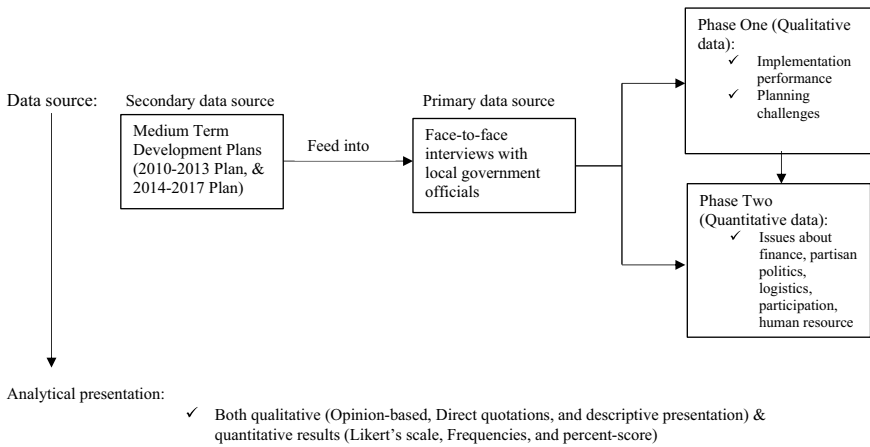 Data source:
Secondary data source
Medium Term
Development Plans
(2010-2013 Plan, &
2014-2017 Plan)
Feed into
Primary data source
Face-to-face
interviews with
local government
officials
Phase One (Qualitative
data):
✓ Implementation
performance
✓ Planning
challenges
Phase Two
(Quantitative data):
✓ Issues about
finance, partisan
politics,
logistics,
participation,
human resource
Analytical presentation:
✓ Both qualitative (Opinion-based, Direct quotations, and descriptive presentation) &
quantitative results (Likert’s scale, Frequencies, and percent-score)